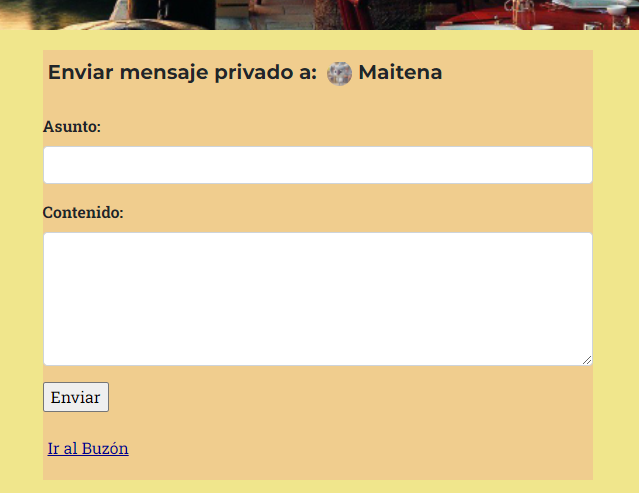 Enviar mensaje privado a: Maitena
Asunto:
Contenido:
Enviar
Ir al Buzón